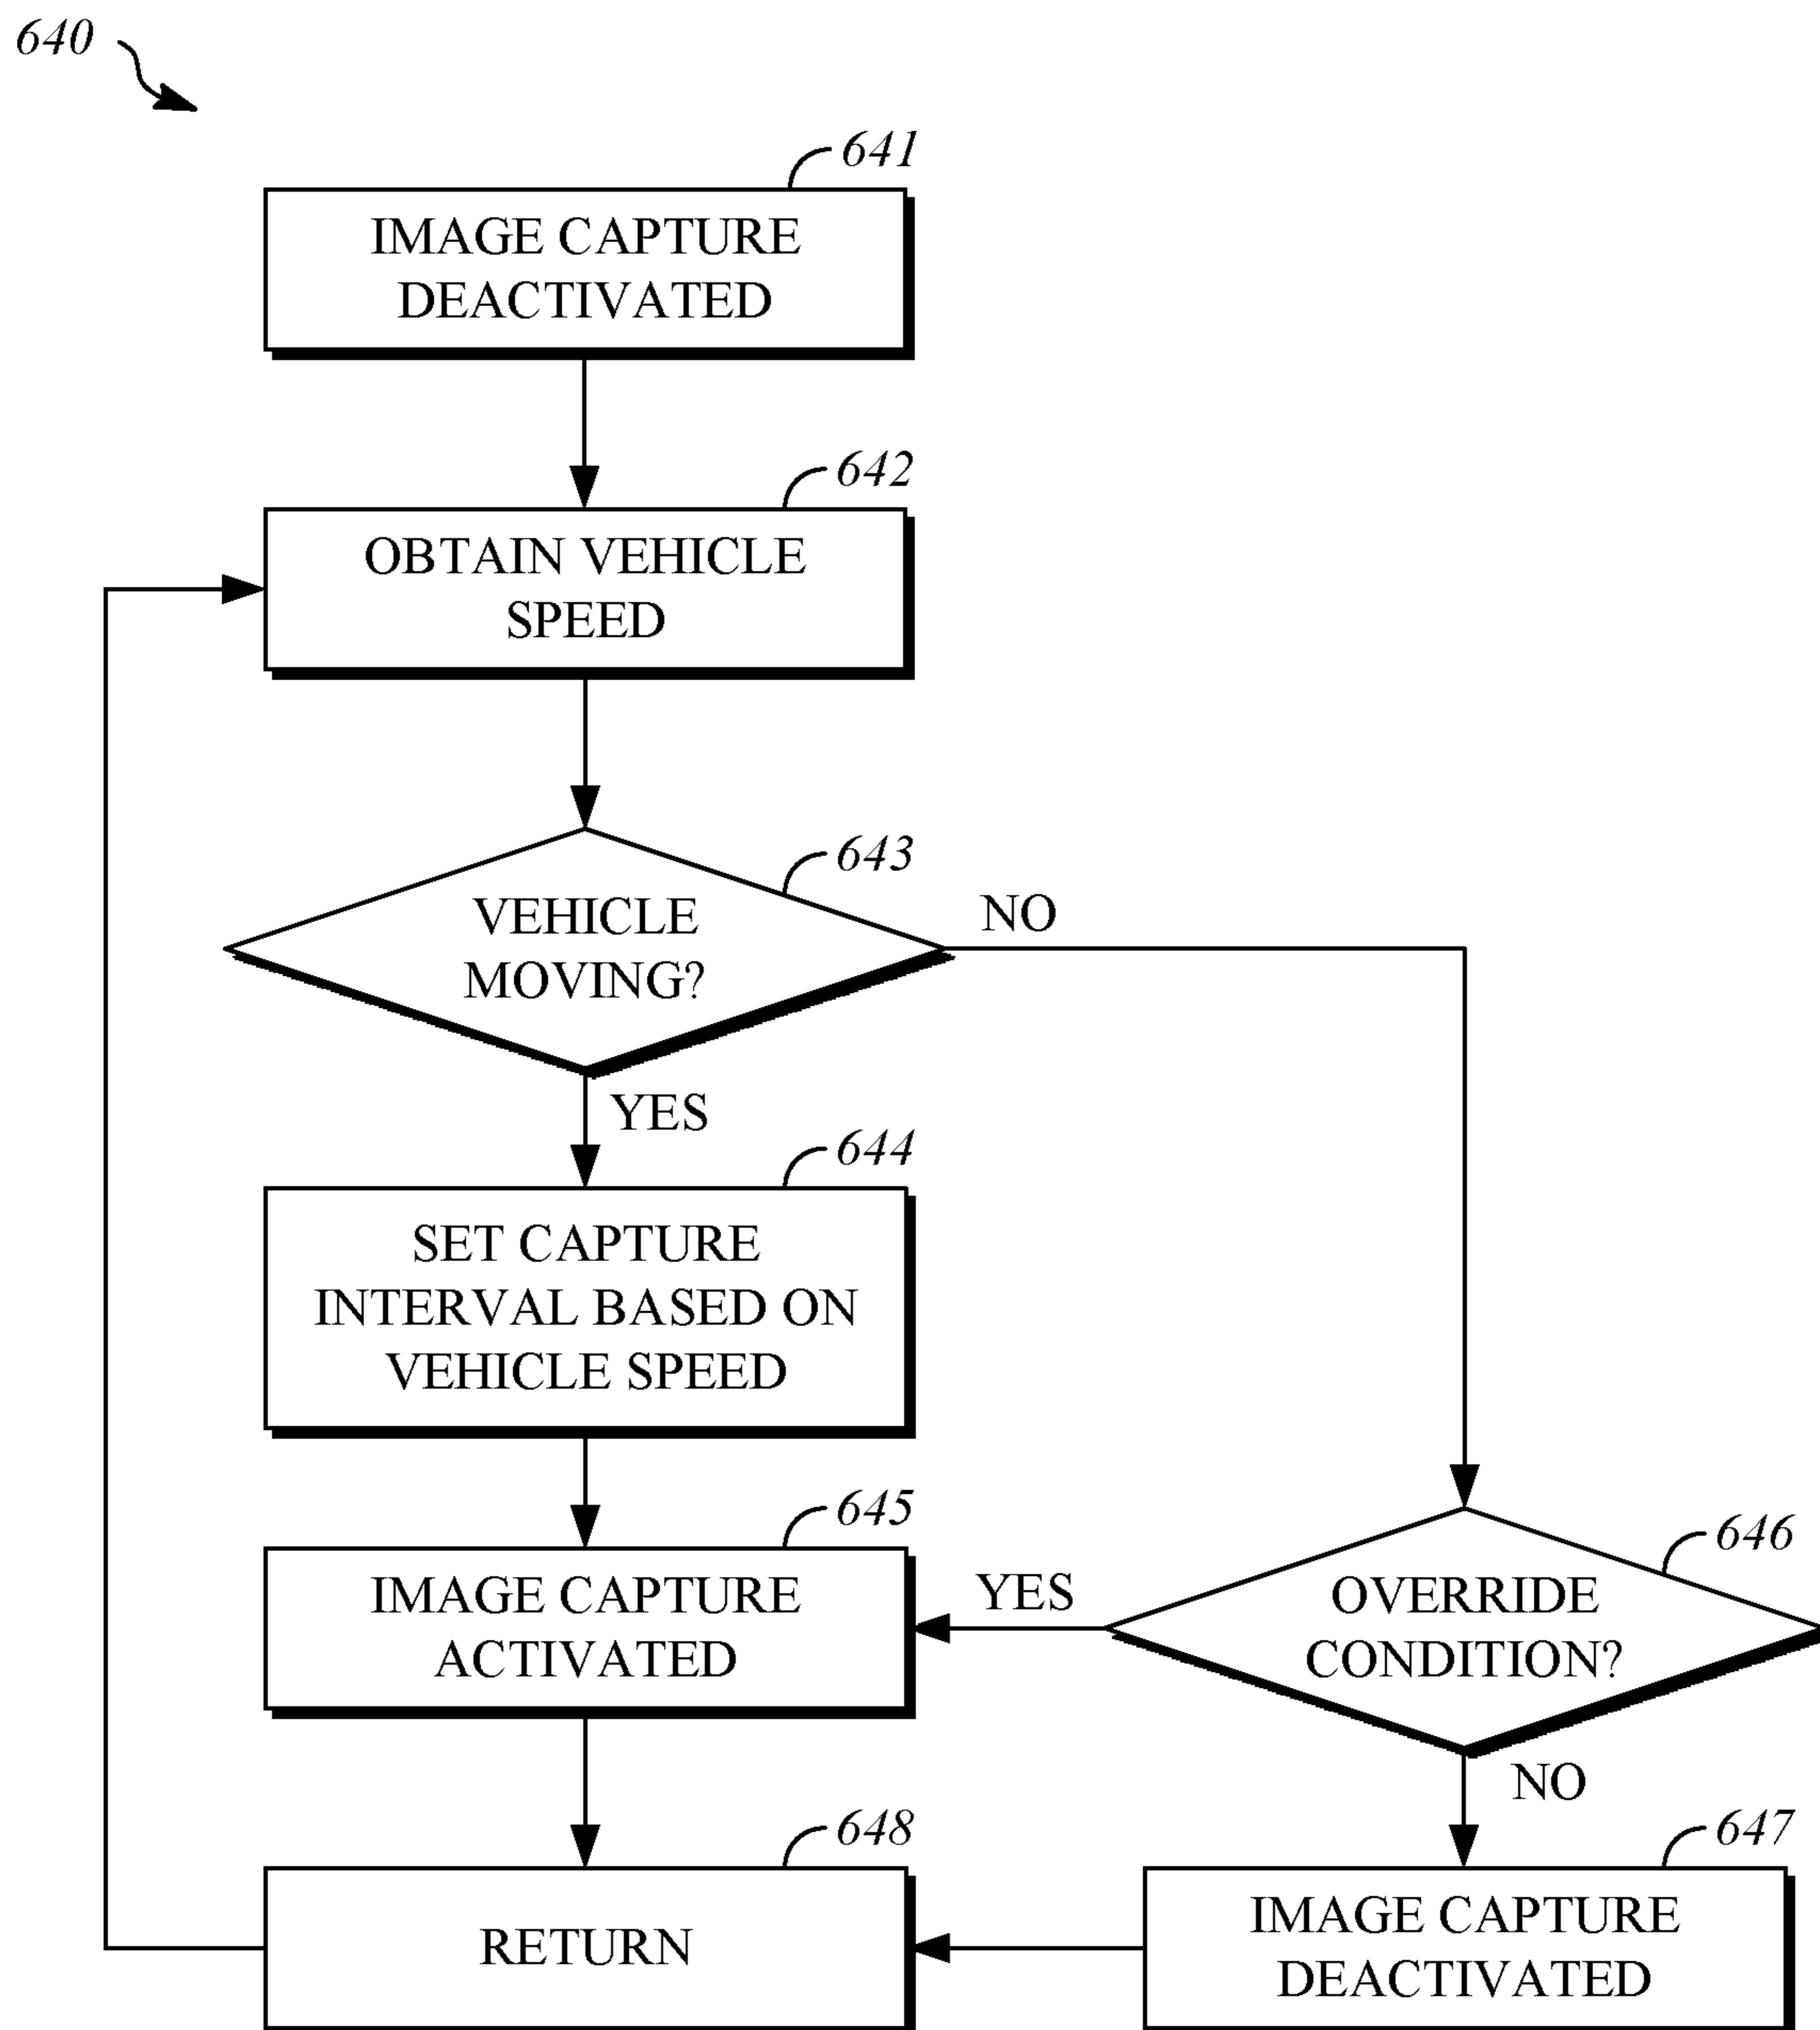 640
641
IMAGE CAPTURE
DEACTIVATED
642
OBTAIN VEHICLE
SPEED
643
VEHICLE
MOVING?
NO
YES
644
SET CAPTURE
INTERVAL BASED ON
VEHICLE SPEED
645
IMAGE CAPTURE
ACTIVATED
YES
646
OVERRIDE
CONDITION?
NO
648
RETURN
647
IMAGE CAPTURE
DEACTIVATED